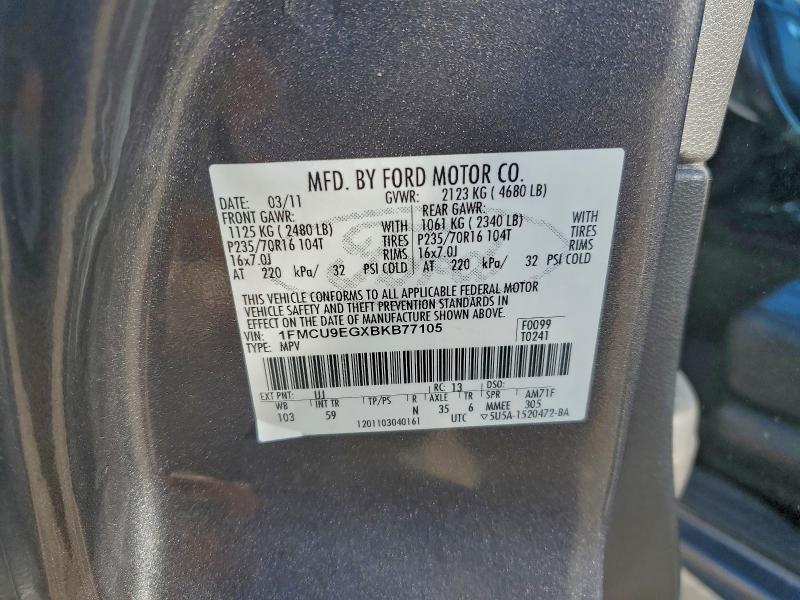 MFD. BY FORD MOTOR CO.
DATE: 03/11 GVWR: 2123 KG ( 4680 LB)
FRONT GAWR: REAR GAWR:
1125 KG ( 2480 LB) WITH 1061 KG ( 2340 LB) WITH
P235/70R16 104T TIRES P235/70R16 104T TIRES
16x7.0J RIMS 16x7.0J RIMS
AT 220 kPa/ 32 PSI COLD AT 220 kPa/ 32 PSI COLD
Ford
THIS VEHICLE CONFORMS TO ALL APPLICABLE FEDERAL MOTOR
VEHICLE SAFETY AND THEFT PREVENTION STANDARDS IN
EFFECT ON THE DATE OF MANUFACTURE SHOWN ABOVE.
VIN: 1FMCU9EGXBKB77105 F0099
TYPE: MPV T0241
EXT PNT: UJ RC: 13 DSO:
WB INT TR TP/PS R AXLE TR SPR AM71F
103 59 N 35 6 MMEE 305
1201103040161 UTC ▽5U5A-1520472-BA